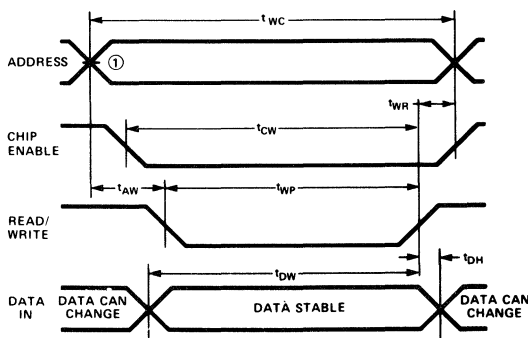 t WC
ADDRESS
①
tWR
CHIP
ENABLE
tCW
tAW
tWP
READ/
WRITE
tDH
tDW
DATA
IN
DATA CAN
CHANGE
DATA STABLE
DATA CAN
CHANGE